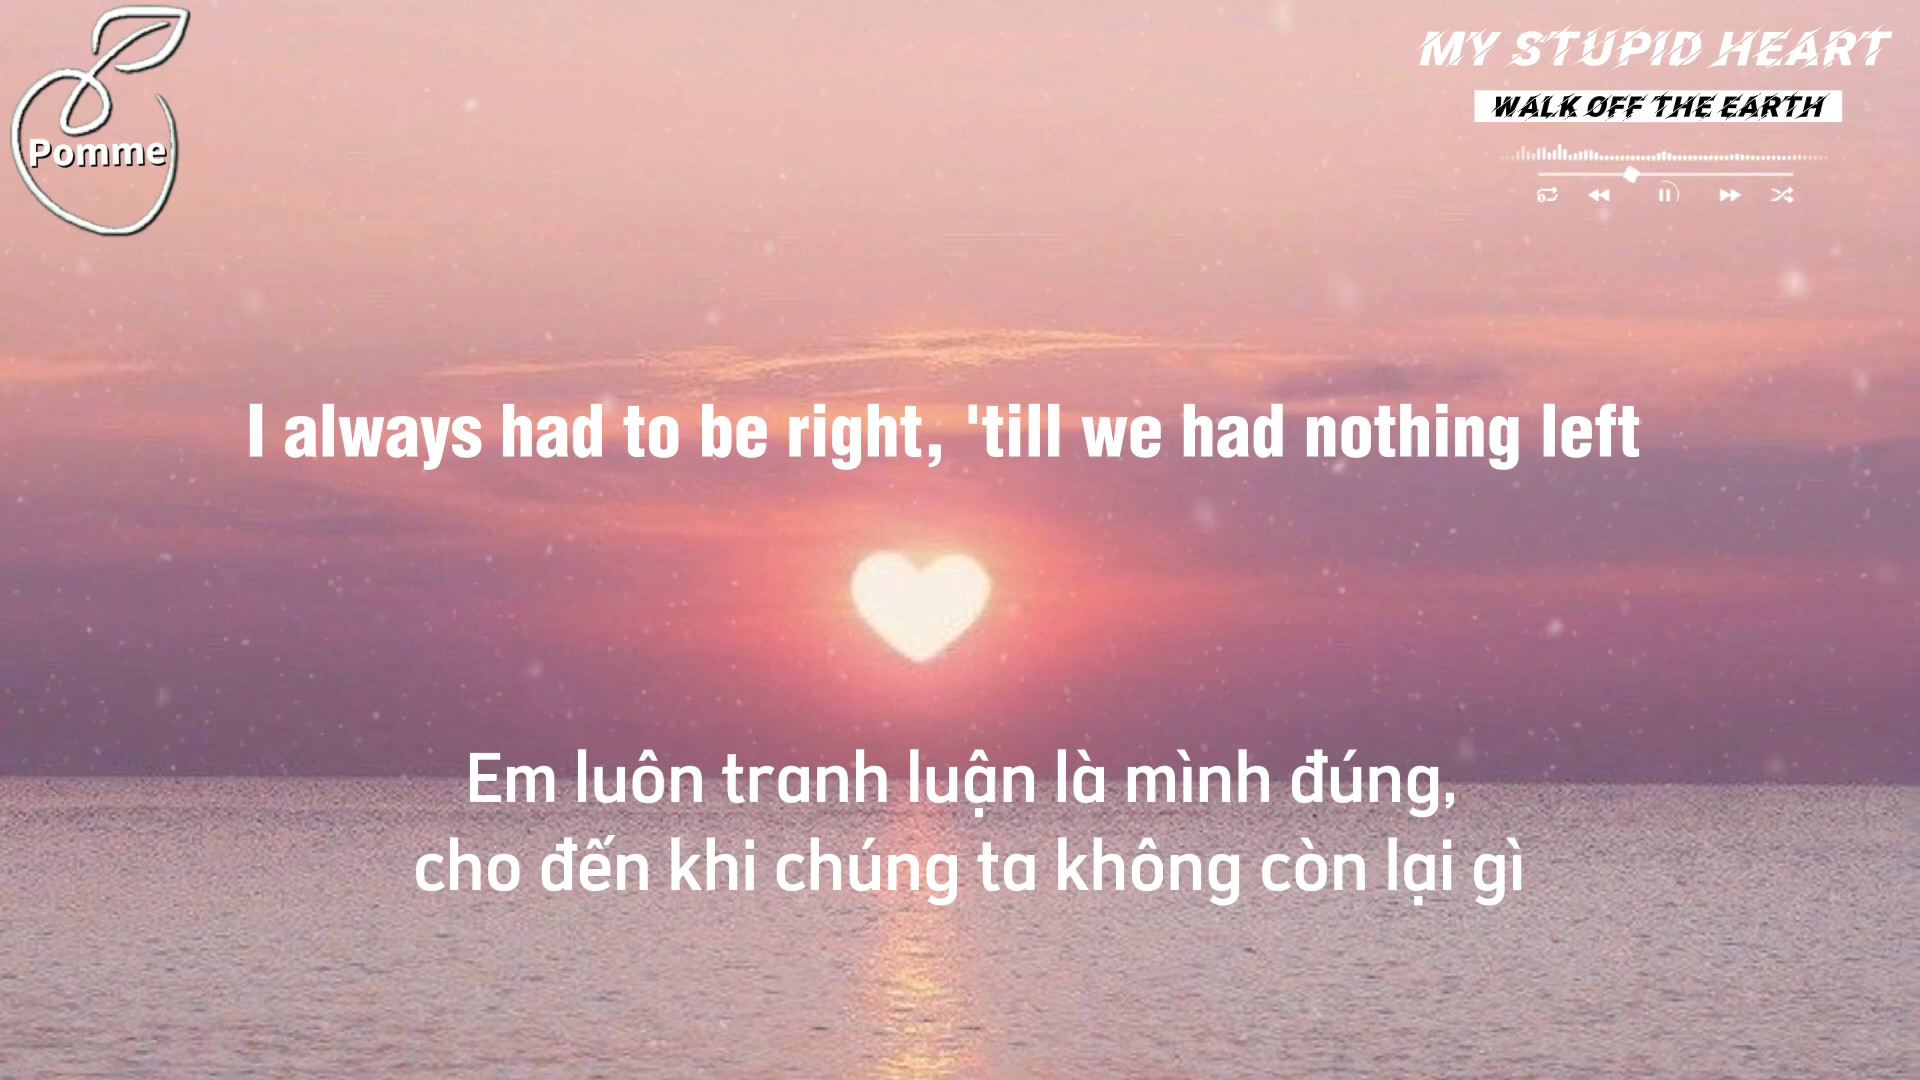 Pomme
MY STUPID HEART
WALK OFF THE EARTH
I always had to be right, 'till we had nothing left
Em luôn tranh luận là mình đúng,
cho đến khi chúng ta không còn lại gì